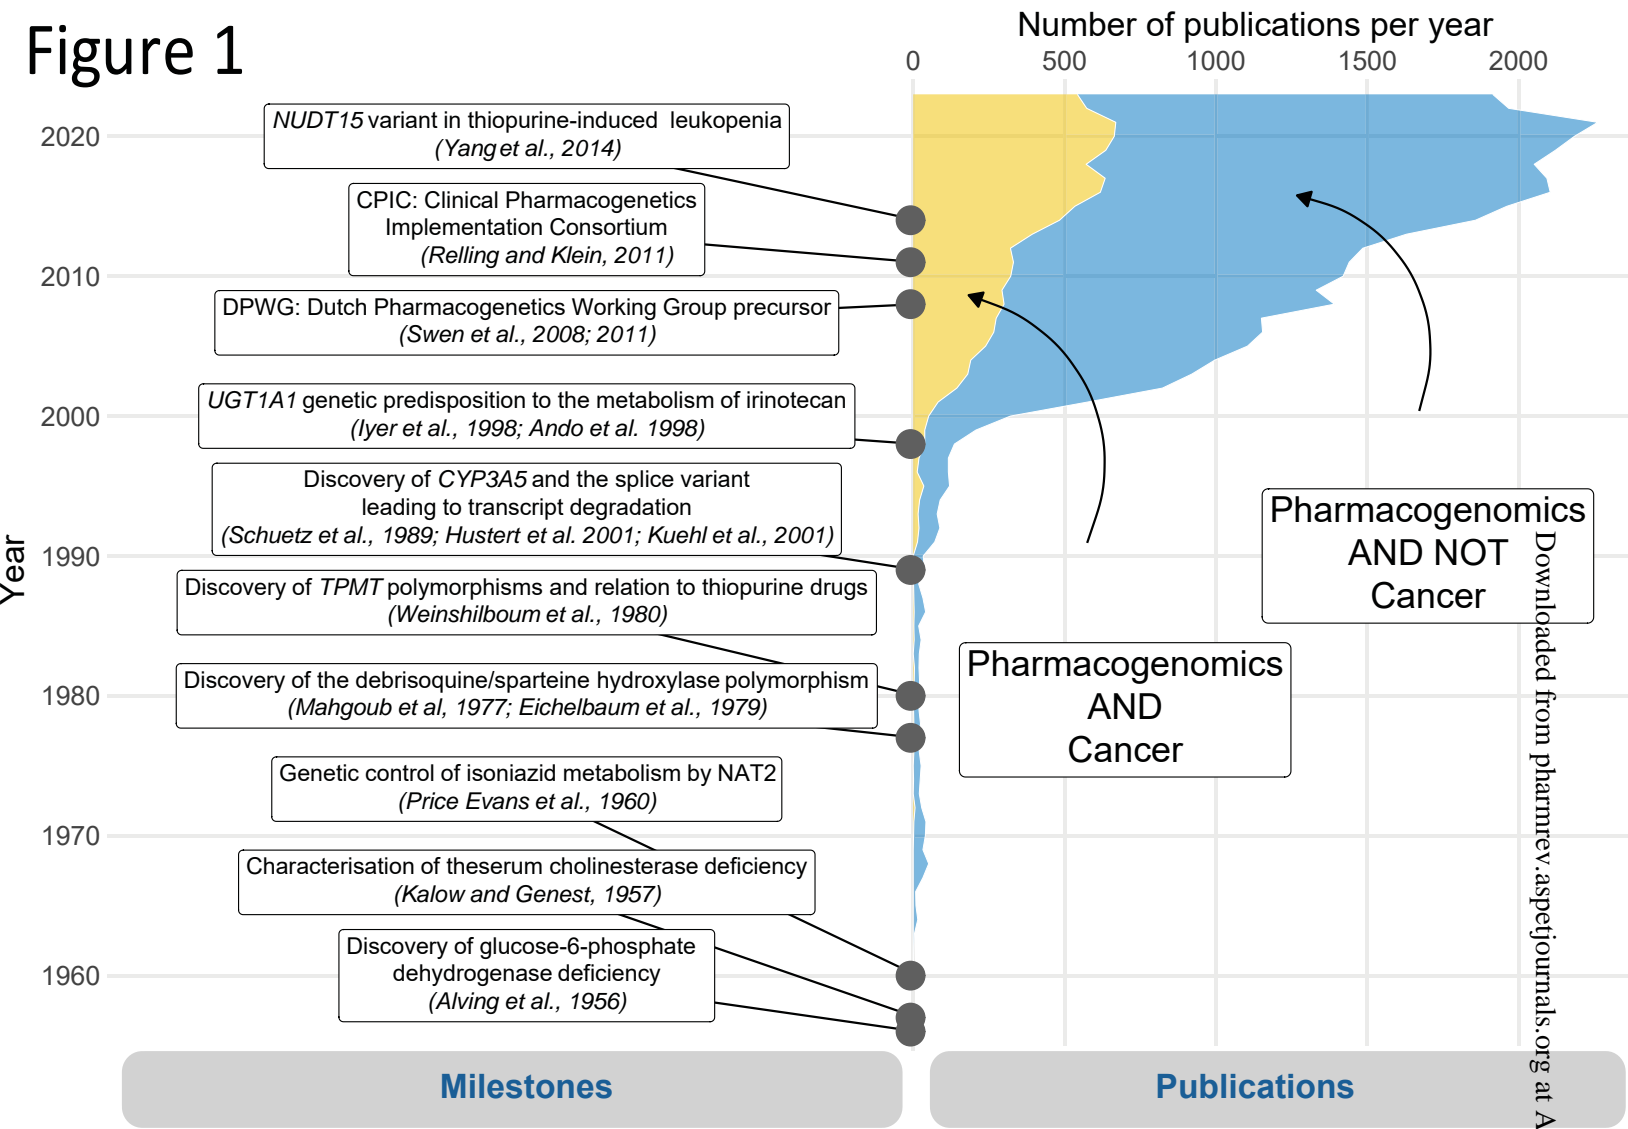 Figure 1
Number of publications per year
0 500 1000 1500 2000
Year
2020
2010
2000
1990
1980
1970
1960
NUDT15 variant in thiopurine-induced leukopenia
(Yang et al., 2014)
CPIC: Clinical Pharmacogenetics
Implementation Consortium
(Relling and Klein, 2011)
DPWG: Dutch Pharmacogenetics Working Group precursor
(Swen et al., 2008; 2011)
UGT1A1 genetic predisposition to the metabolism of irinotecan
(Iyer et al., 1998; Ando et al. 1998)
Discovery of CYP3A5 and the splice variant
leading to transcript degradation
(Schuetz et al., 1989; Hustert et al. 2001; Kuehl et al., 2001)
Discovery of TPMT polymorphisms and relation to thiopurine drugs
(Weinshilboum et al., 1980)
Discovery of the debrisoquine/sparteine hydroxylase polymorphism
(Mahgoub et al, 1977; Eichelbaum et al., 1979)
Genetic control of isoniazid metabolism by NAT2
(Price Evans et al., 1960)
Characterisation of theserum cholinesterase deficiency
(Kalow and Genest, 1957)
Discovery of glucose-6-phosphate
dehydrogenase deficiency
(Alving et al., 1956)
Pharmacogenomics
AND NOT
Cancer
Pharmacogenomics
AND
Cancer
Milestones
Publications
Downloaded from pharmrev.aspetjournals.org at A